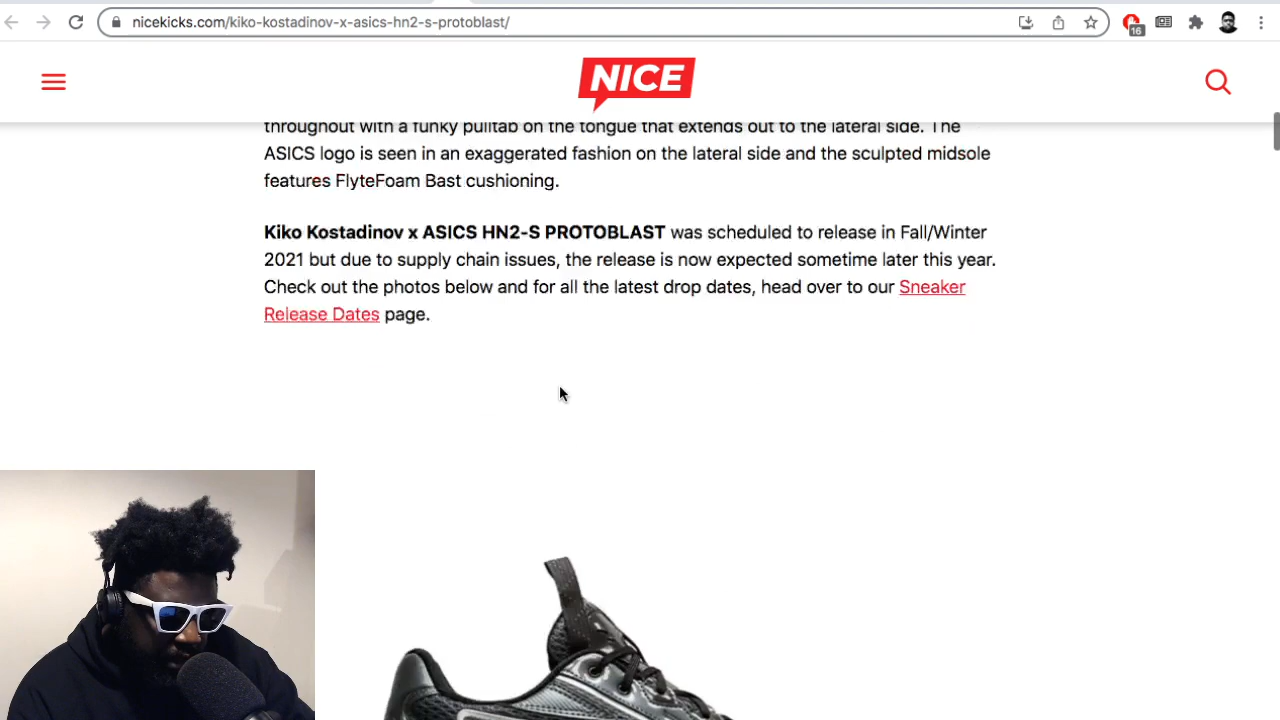 nicekicks.com/kiko-kostadinov-x-asics-hn2-s-protoblast/
16
NICE
throughout with a funky pulltab on the tongue that extends out to the lateral side. The
ASICS logo is seen in an exaggerated fashion on the lateral side and the sculpted midsole
features FlyteFoam Bast cushioning.
Kiko Kostadinov x ASICS HN2-S PROTOBLAST was scheduled to release in Fall/Winter
2021 but due to supply chain issues, the release is now expected sometime later this year.
Check out the photos below and for all the latest drop dates, head over to our Sneaker
Release Dates page.